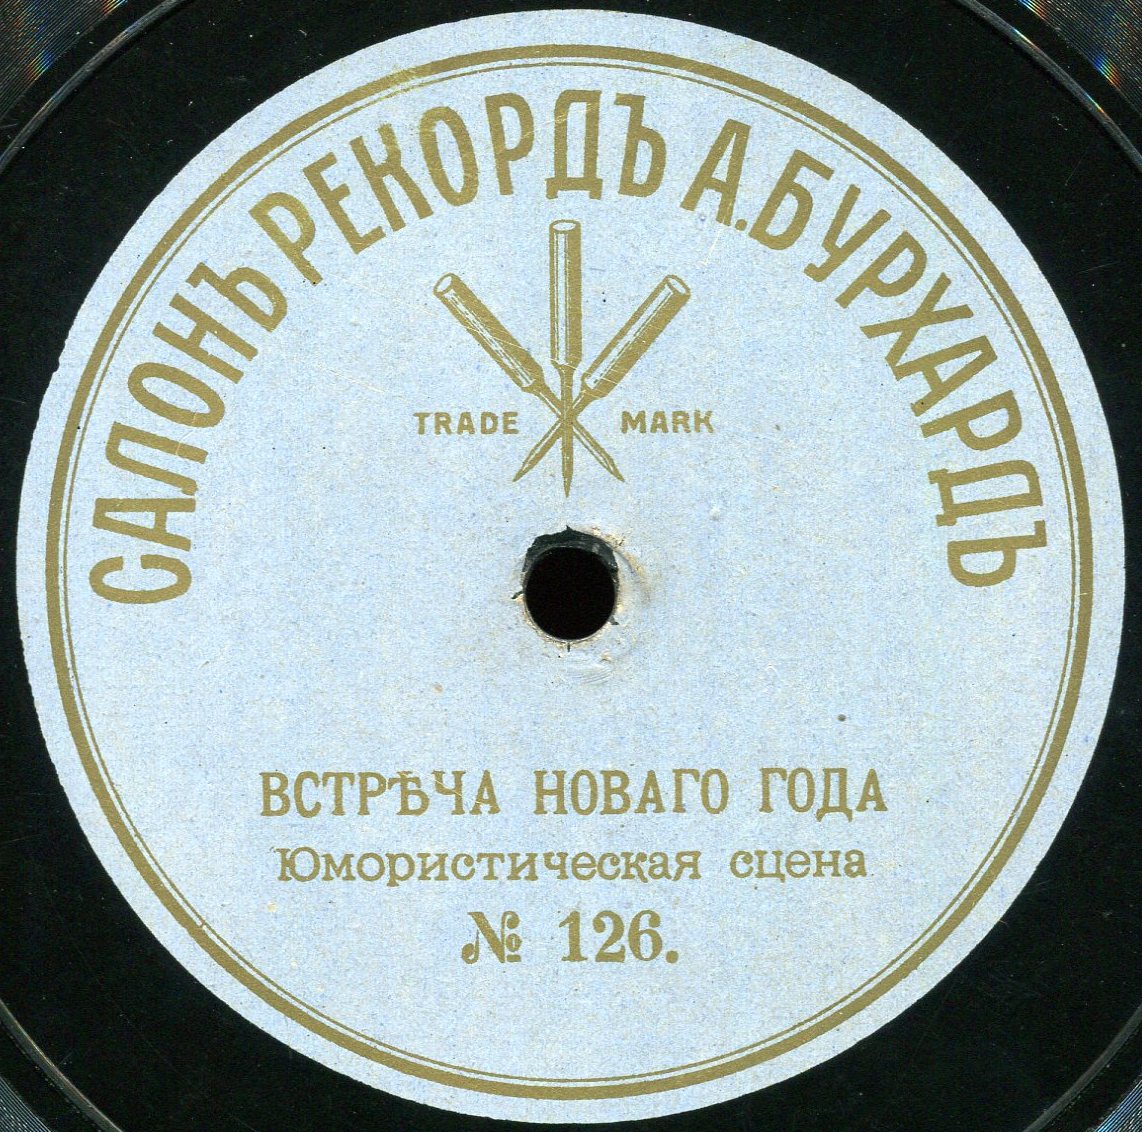 САЛОНЪ РЕКОРДЪ А.БУРХАРДЪ
TRADE MARK
ВСТРѢЧА НОВАГО ГОДА
Юмористическая сцена
№ 126.